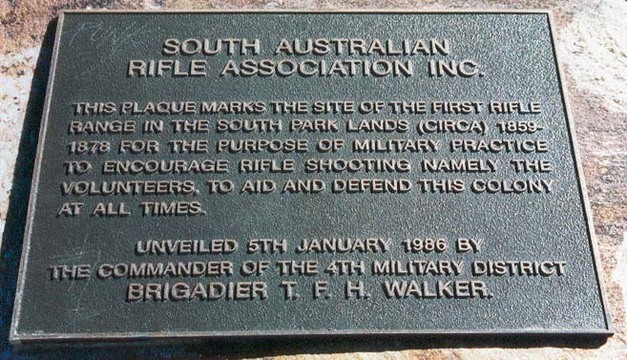 SOUTH AUSTRALIAN
RIFLE ASSOCIATION INC.
THIS PLAQUE MARKS THE SITE OF THE FIRST RIFLE
RANGE IN THE SOUTH PARK LANDS (CIRCA) 1859-
1878 FOR THE PURPOSE OF MILITARY PRACTICE
TO ENCOURAGE RIFLE SHOOTING NAMELY THE
VOLUNTEERS, TO AID AND DEFEND THIS COLONY
AT ALL TIMES.
UNVEILED 5TH JANUARY 1986 BY
THE COMMANDER OF THE 4TH MILITARY DISTRICT
BRIGADIER T. F. H. WALKER.